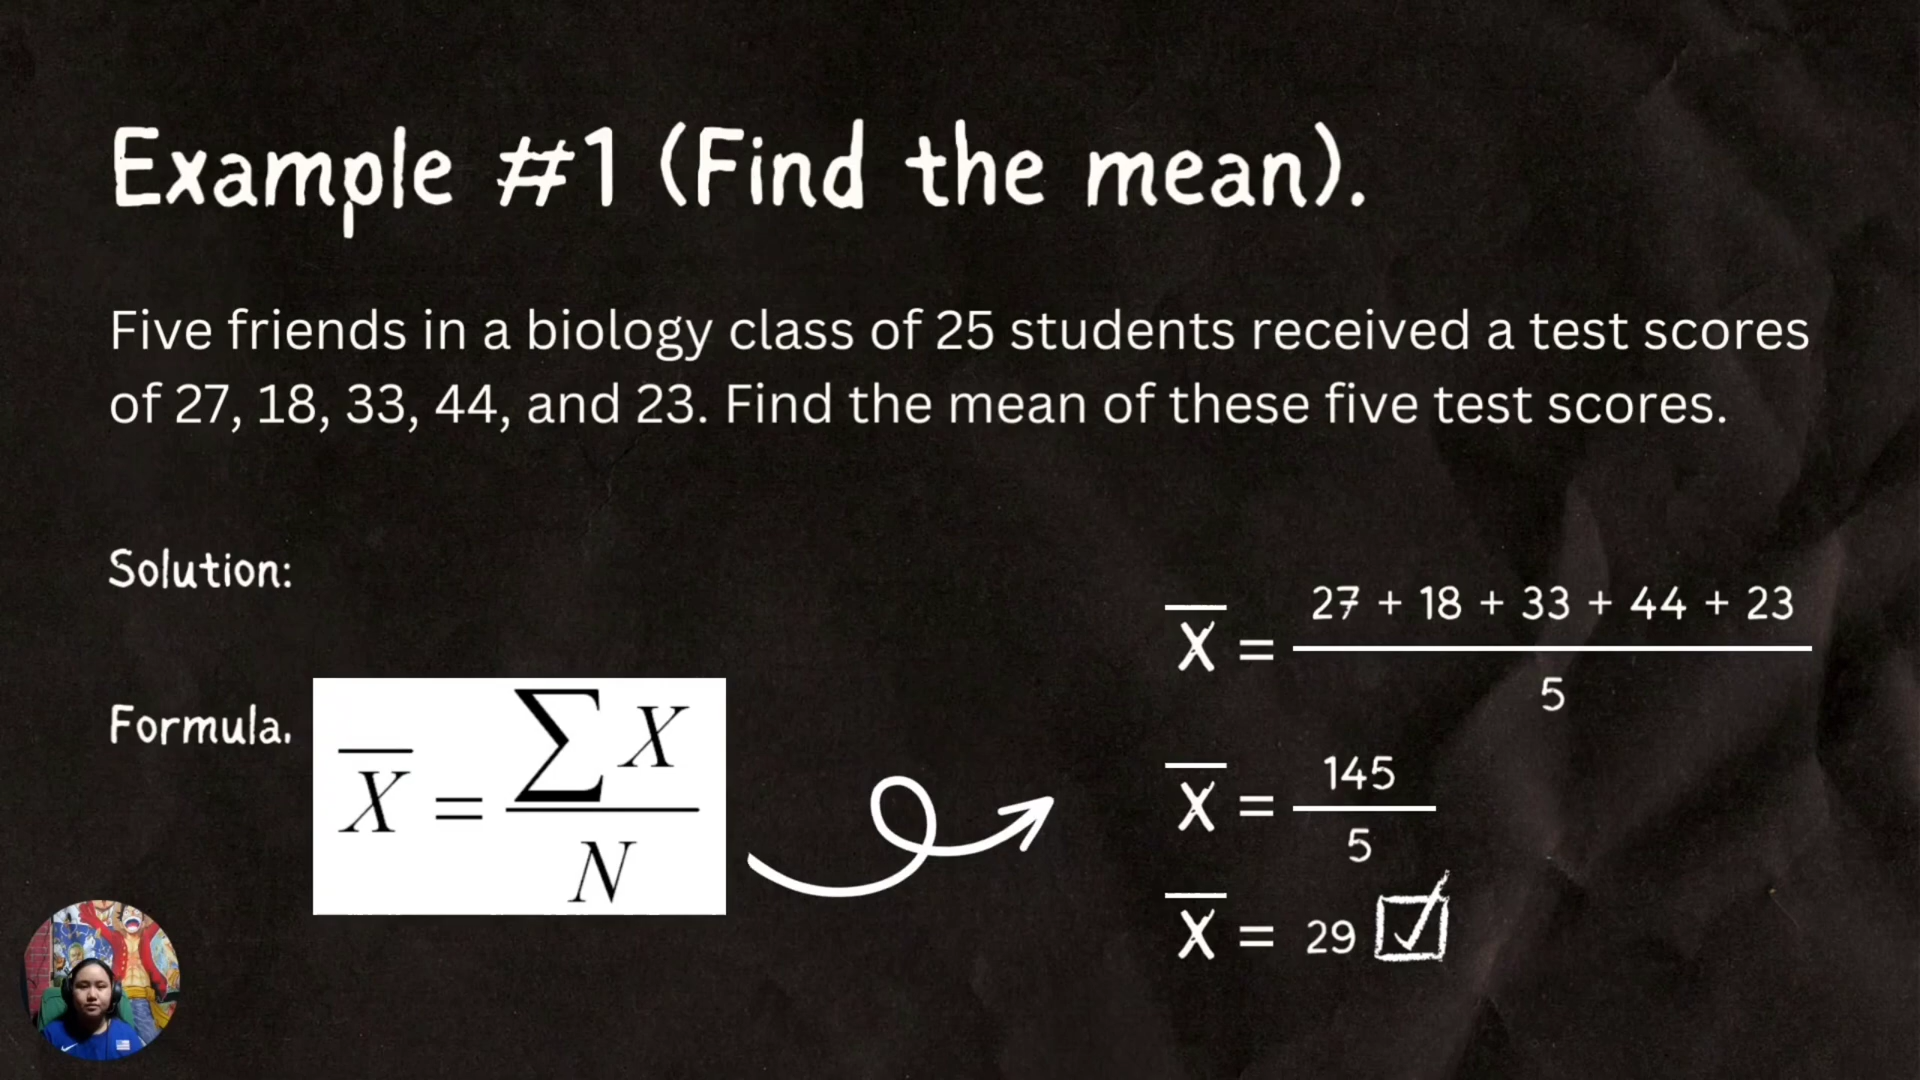 Example #1 (Find the mean).
Five friends in a biology class of 25 students received a test scores
of 27, 18, 33, 44, and 23. Find the mean of these five test scores.
Solution:
Formula.
X̅ = ∑X / N
X̅ = 27 + 18 + 33 + 44 + 23 / 5
X̅ = 145 / 5
X̅ = 29